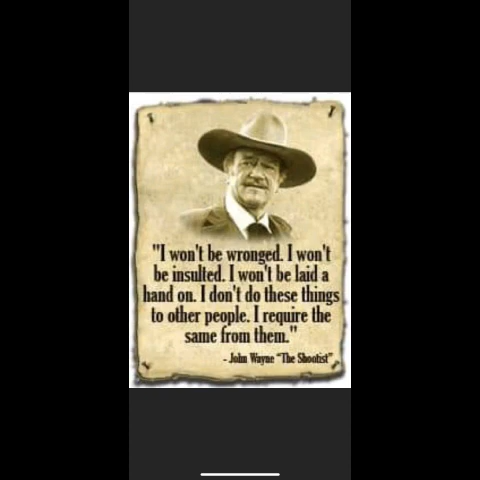 "I won't be wronged. I won't
be insulted. I won't be laid a
hand on. I don't do these things
to other people. I require the
same from them."
- John Wayne "The Shootist"